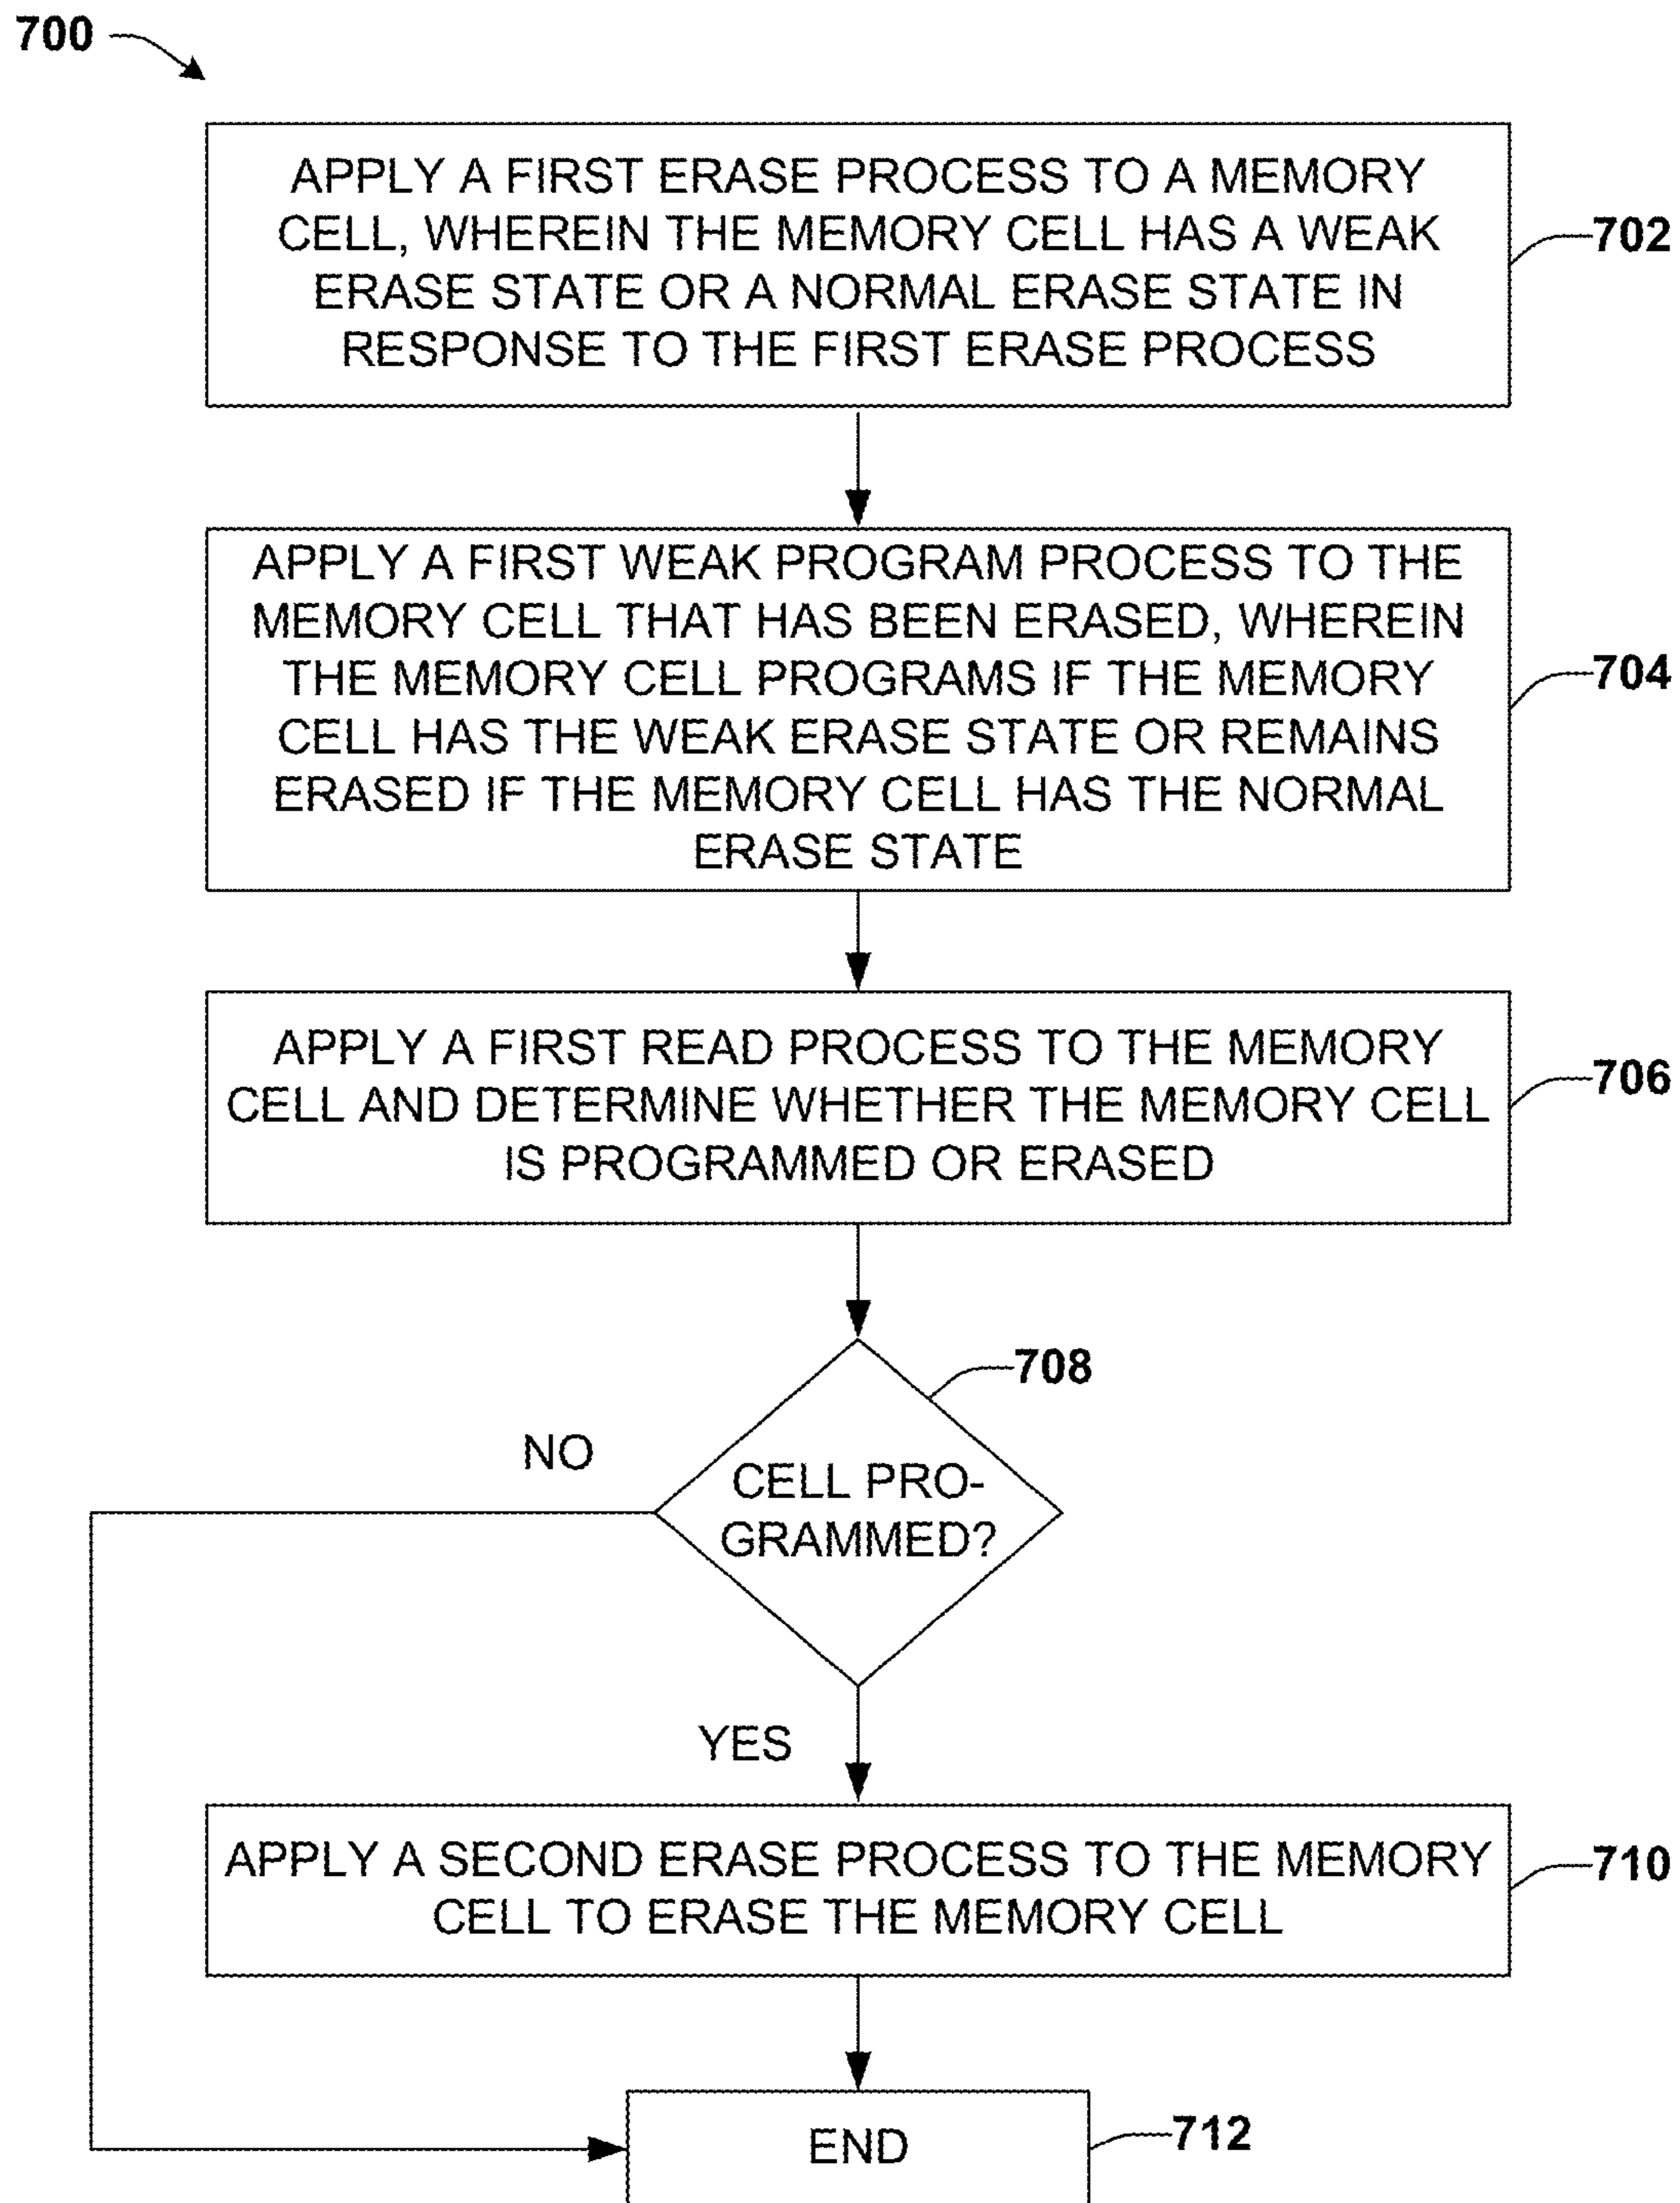 700
APPLY A FIRST ERASE PROCESS TO A MEMORY
CELL, WHEREIN THE MEMORY CELL HAS A WEAK
ERASE STATE OR A NORMAL ERASE STATE IN
RESPONSE TO THE FIRST ERASE PROCESS
702
APPLY A FIRST WEAK PROGRAM PROCESS TO THE
MEMORY CELL THAT HAS BEEN ERASED, WHEREIN
THE MEMORY CELL PROGRAMS IF THE MEMORY
CELL HAS THE WEAK ERASE STATE OR REMAINS
ERASED IF THE MEMORY CELL HAS THE NORMAL
ERASE STATE
704
APPLY A FIRST READ PROCESS TO THE MEMORY
CELL AND DETERMINE WHETHER THE MEMORY CELL
IS PROGRAMMED OR ERASED
706
708
CELL PRO-
GRAMMED?
NO
YES
APPLY A SECOND ERASE PROCESS TO THE MEMORY
CELL TO ERASE THE MEMORY CELL
710
END
712